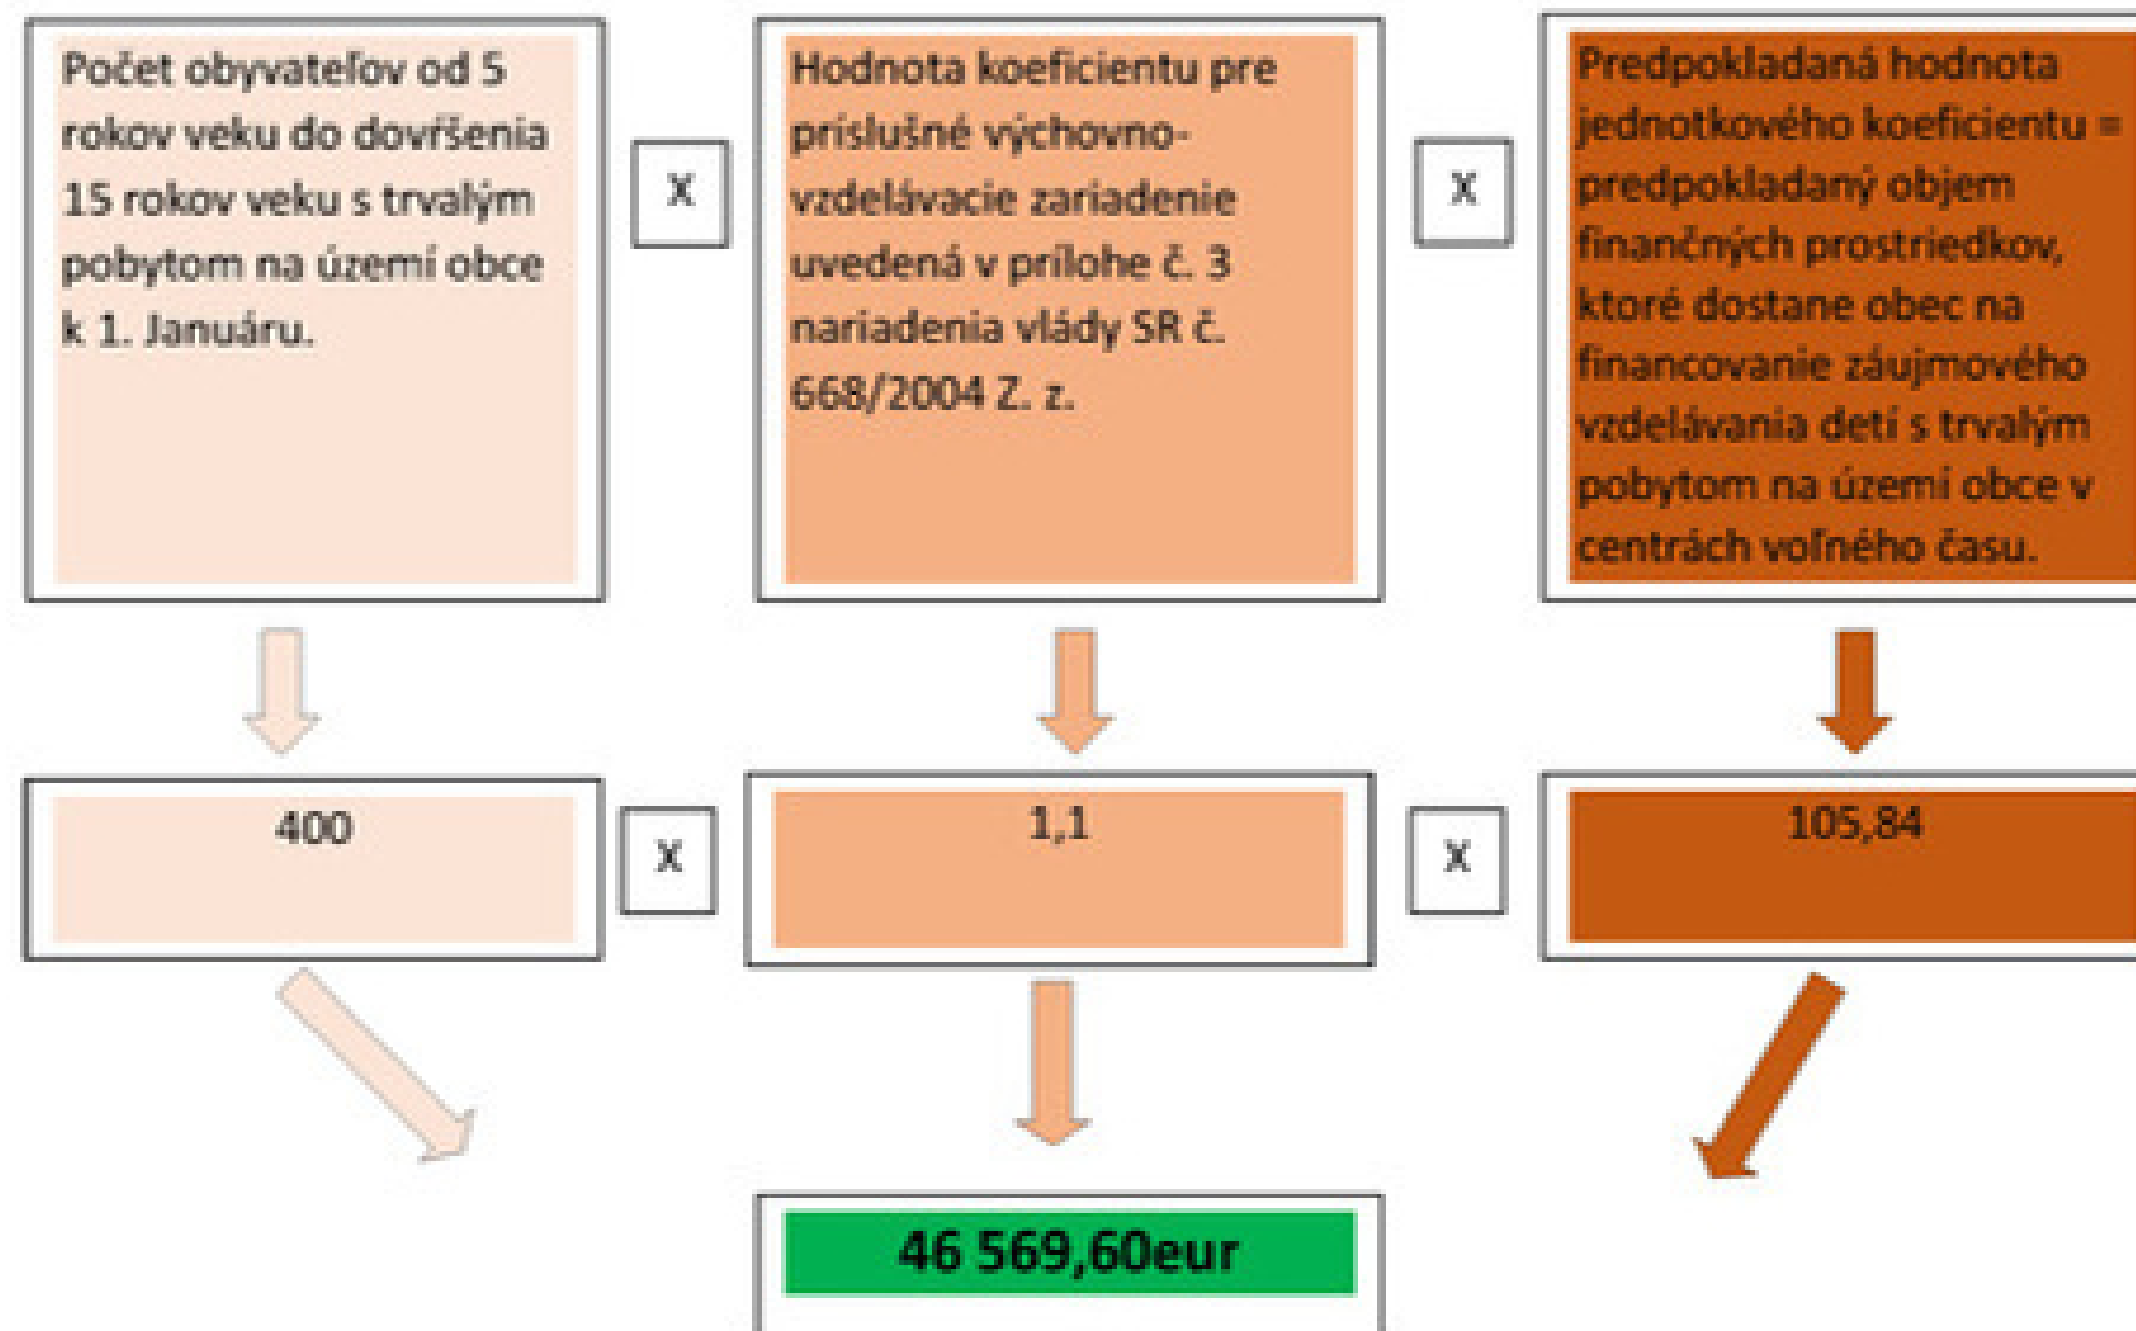 Počet obyvateľov od 5
rokov veku do dovŕšenia
15 rokov veku s trvalým
pobytom na území obce
k 1. Januáru.
X
Hodnota koeficientu pre
príslušné výchovno-
vzdelávacie zariadenie
uvedená v prílohe č. 3
nariadenia vlády SR č.
668/2004 Z. z.
X
Predpokladaná hodnota
jednotkového koeficientu =
predpokladaný objem
finančných prostriedkov,
ktoré dostane obec na
financovanie záujmového
vzdelávania detí s trvalým
pobytom na území obce v
centrách voľného času.
400
X
1,1
X
105,84
46 569,60eur